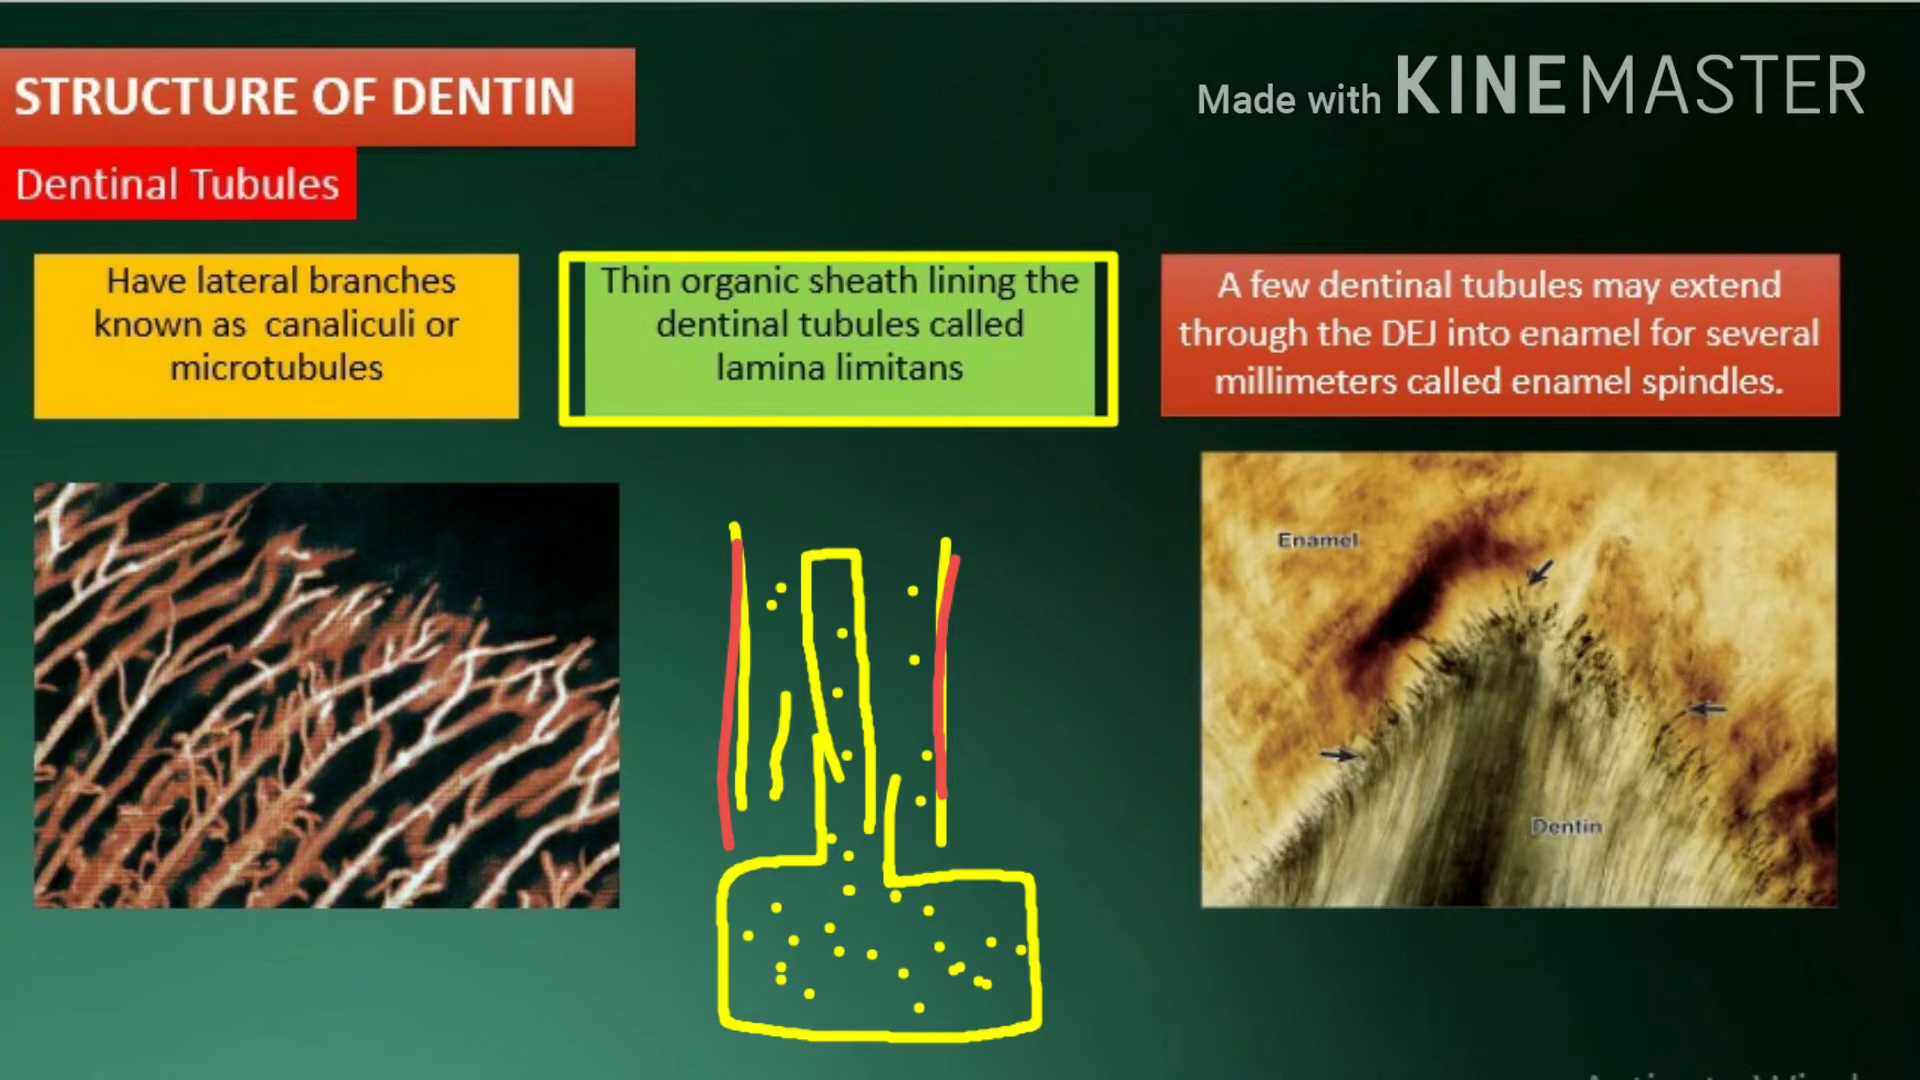 STRUCTURE OF DENTIN
Made with KINEMASTER
Dentinal Tubules
Have lateral branches
known as canaliculi or
microtubules
Thin organic sheath lining the
dentinal tubules called
lamina limitans
A few dentinal tubules may extend
through the DEJ into enamel for several
millimeters called enamel spindles.
Enamel
Dentin